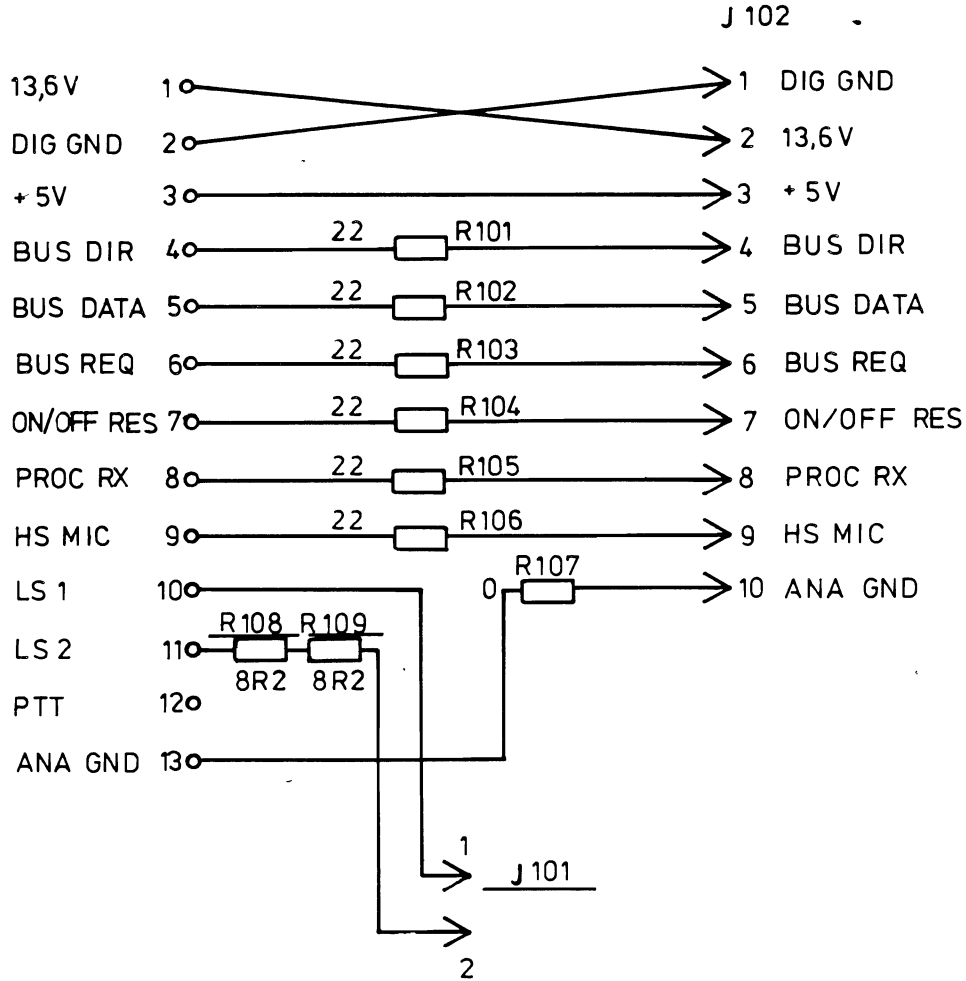 J 102
13,6 V 1 1 DIG GND
DIG GND 2 2 13,6 V
+ 5V 3 3 + 5V
BUS DIR 4 22 R101 4 BUS DIR
BUS DATA 5 22 R102 5 BUS DATA
BUS REQ 6 22 R103 6 BUS REQ
ON/OFF RES 7 22 R104 7 ON/OFF RES
PROC RX 8 22 R105 8 PROC RX
HS MIC 9 22 R106 9 HS MIC
R107
LS 1 10 0 10 ANA GND
R108 R109
LS 2 11
8R2 8R2
PTT 12
ANA GND 13
1
J 101
2